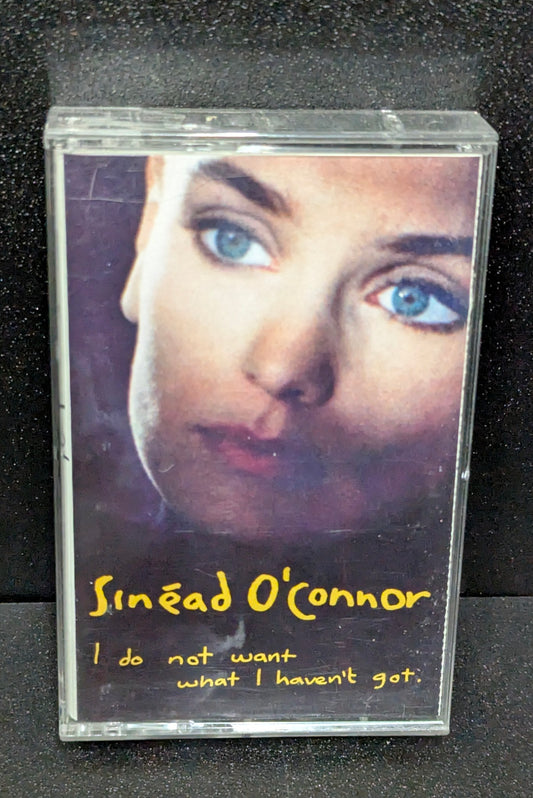 Sinéad O'Connor
I do not want
what I haven't got.